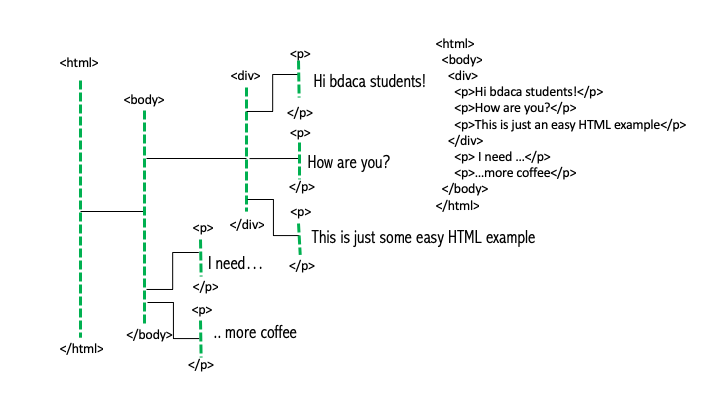 <html>
<body>
<div>
<p>
Hi bdaca students!
</p>
<p>
How are you?
</p>
<p>
This is just some easy HTML example
</p>
</div>
<p>
I need...
</p>
<p>
.. more coffee
</p>
</body>
</html>
<html>
<body>
<div>
<p>Hi bdaca students!</p>
<p>How are you?</p>
<p>This is just an easy HTML example</p>
</div>
<p> I need ...</p>
<p>...more coffee</p>
</body>
</html>